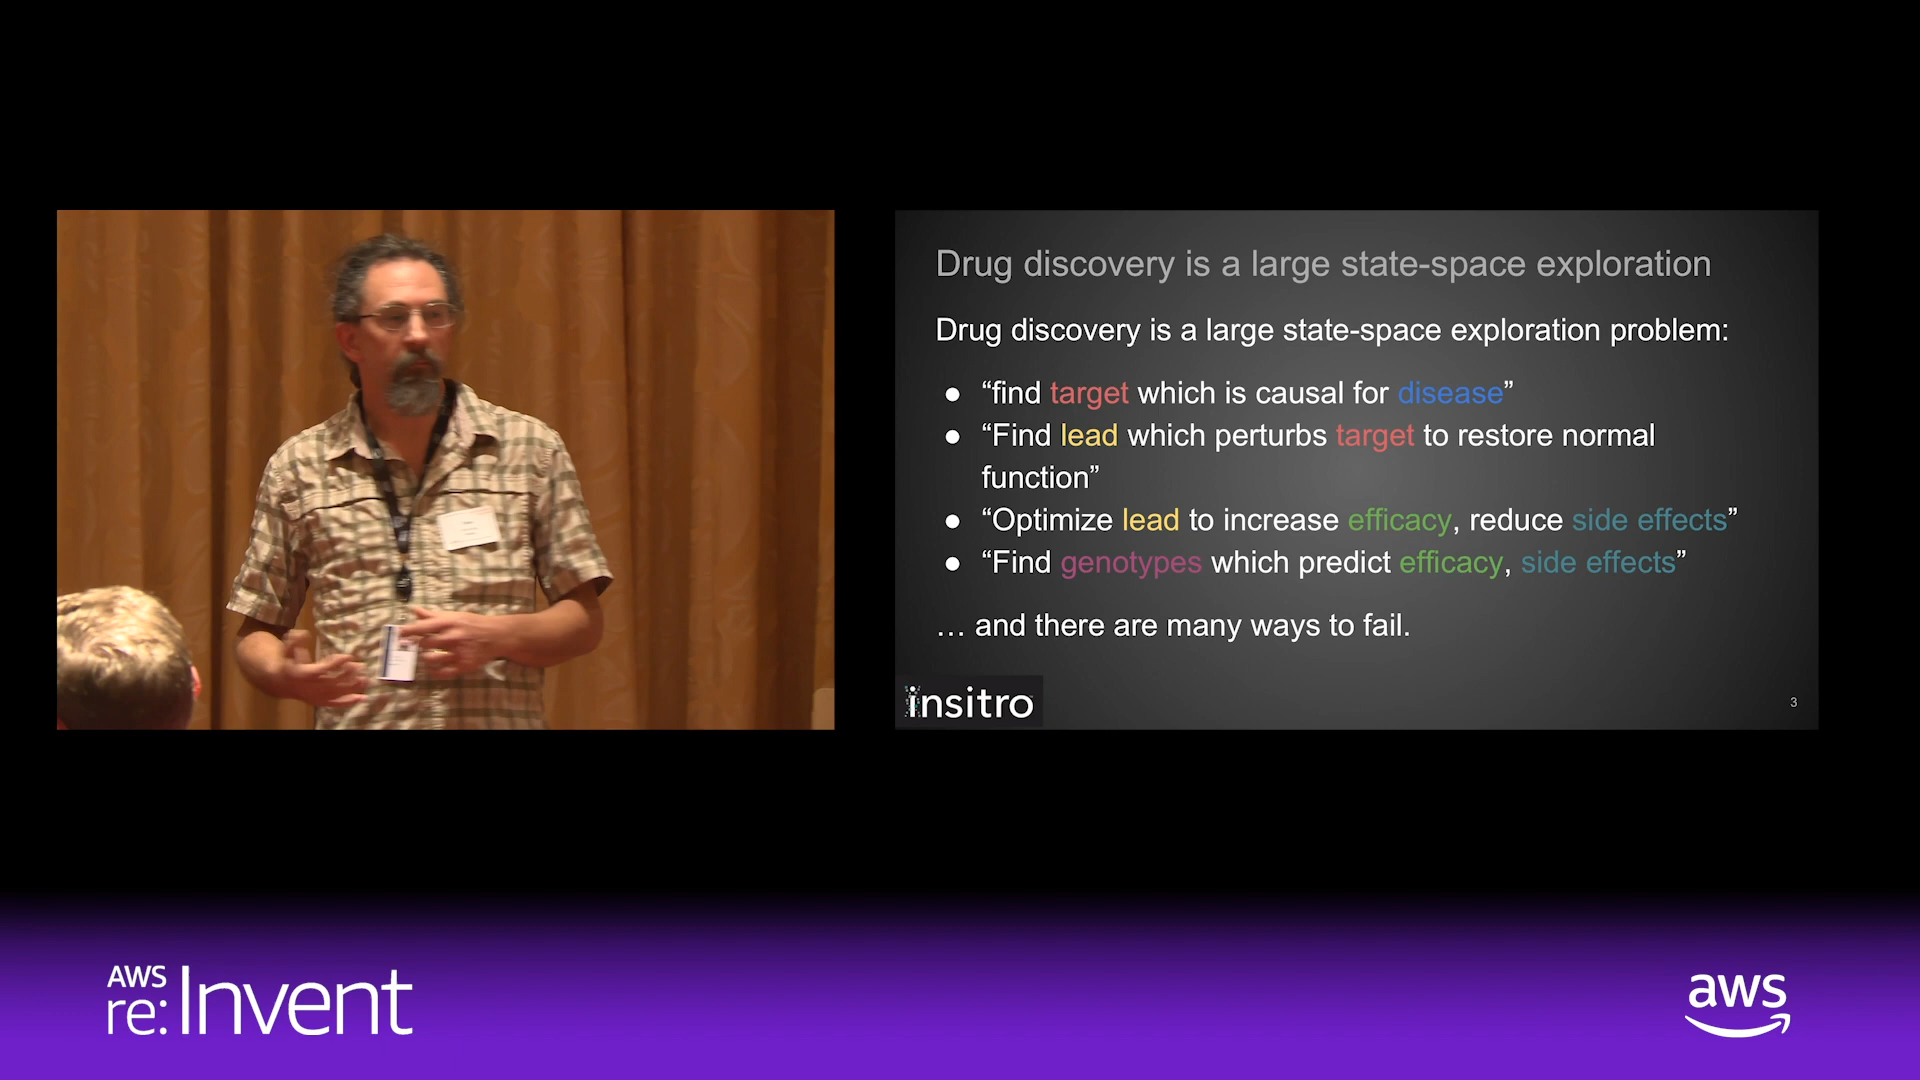 Drug discovery is a large state-space exploration
Drug discovery is a large state-space exploration problem:
● “find target which is causal for disease”
● “Find lead which perturbs target to restore normal
function”
● “Optimize lead to increase efficacy, reduce side effects”
● “Find genotypes which predict efficacy, side effects”
… and there are many ways to fail.
insitro
3
AWS
re:Invent
aws